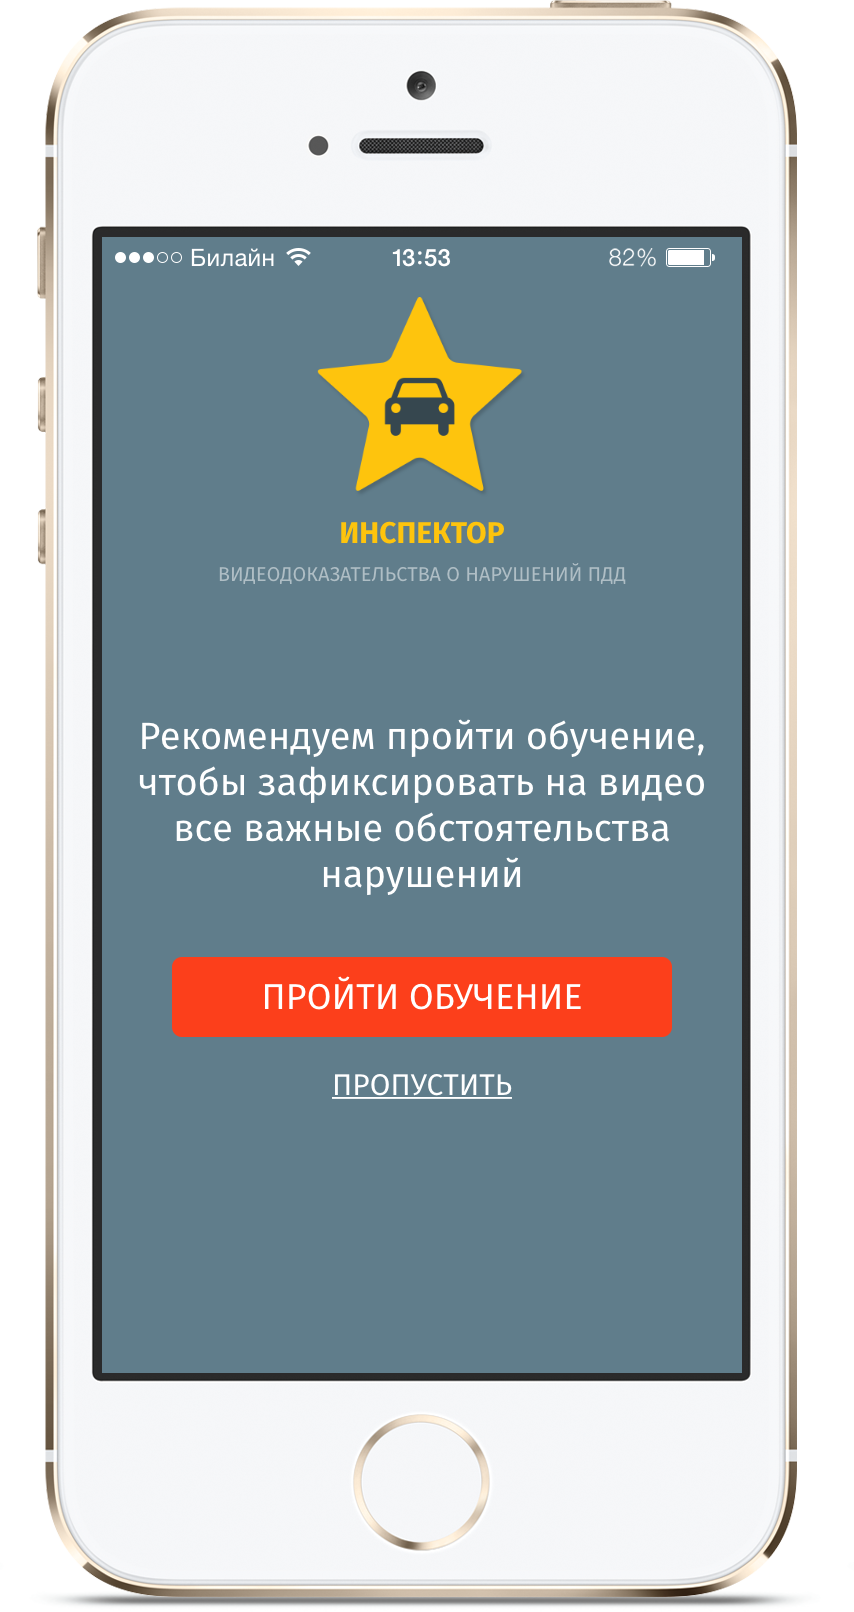 Билайн 13:53 82%
ИНСПЕКТОР
ВИДЕОДОКАЗАТЕЛЬСТВА О НАРУШЕНИЙ ПДД
Рекомендуем пройти обучение,
чтобы зафиксировать на видео
все важные обстоятельства
нарушений
ПРОЙТИ ОБУЧЕНИЕ
ПРОПУСТИТЬ